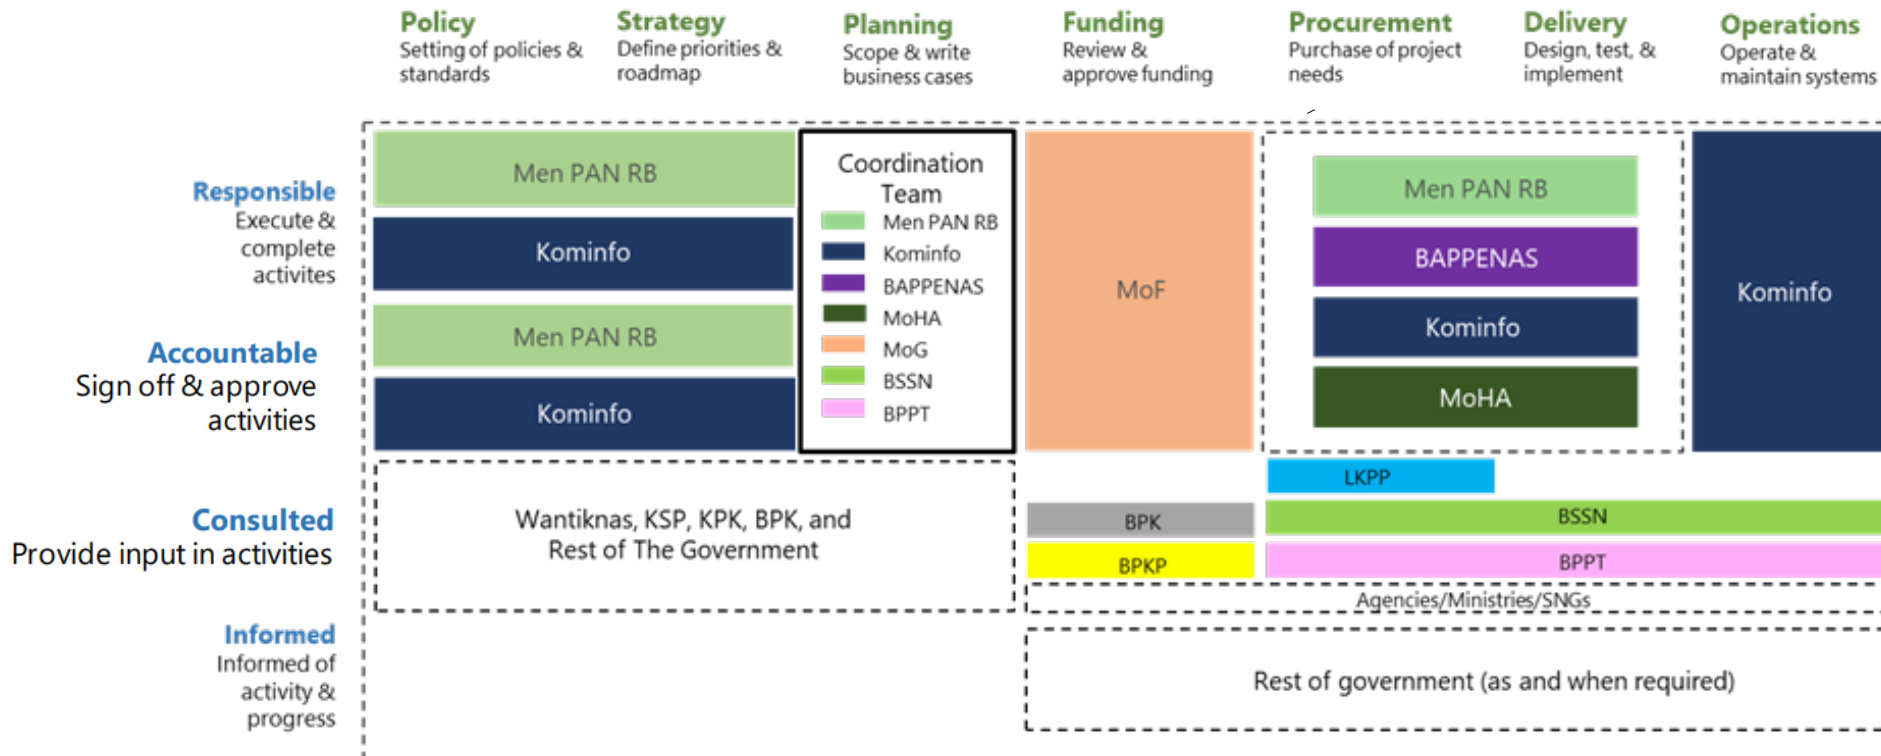 Policy
Setting of policies &
standards
Strategy
Define priorities &
roadmap
Planning
Scope & write
business cases
Funding
Review &
approve funding
Procurement
Purchase of project
needs
Delivery
Design, test, &
implement
Operations
Operate &
maintain systems
Responsible
Execute &
complete
activites
Men PAN RB
Kominfo
Accountable
Sign off & approve
activities
Men PAN RB
Kominfo
Coordination
Team
Men PAN RB
Kominfo
BAPPENAS
MoHA
MoG
BSSN
BPPT
MoF
Men PAN RB
BAPPENAS
Kominfo
MoHA
Kominfo
Consulted
Provide input in activities
Wantiknas, KSP, KPK, BPK, and
Rest of The Government
BPK
BPKP
LKPP
BSSN
BPPT
Agencies/Ministries/SNGs
Informed
Informed of
activity &
progress
Rest of government (as and when required)